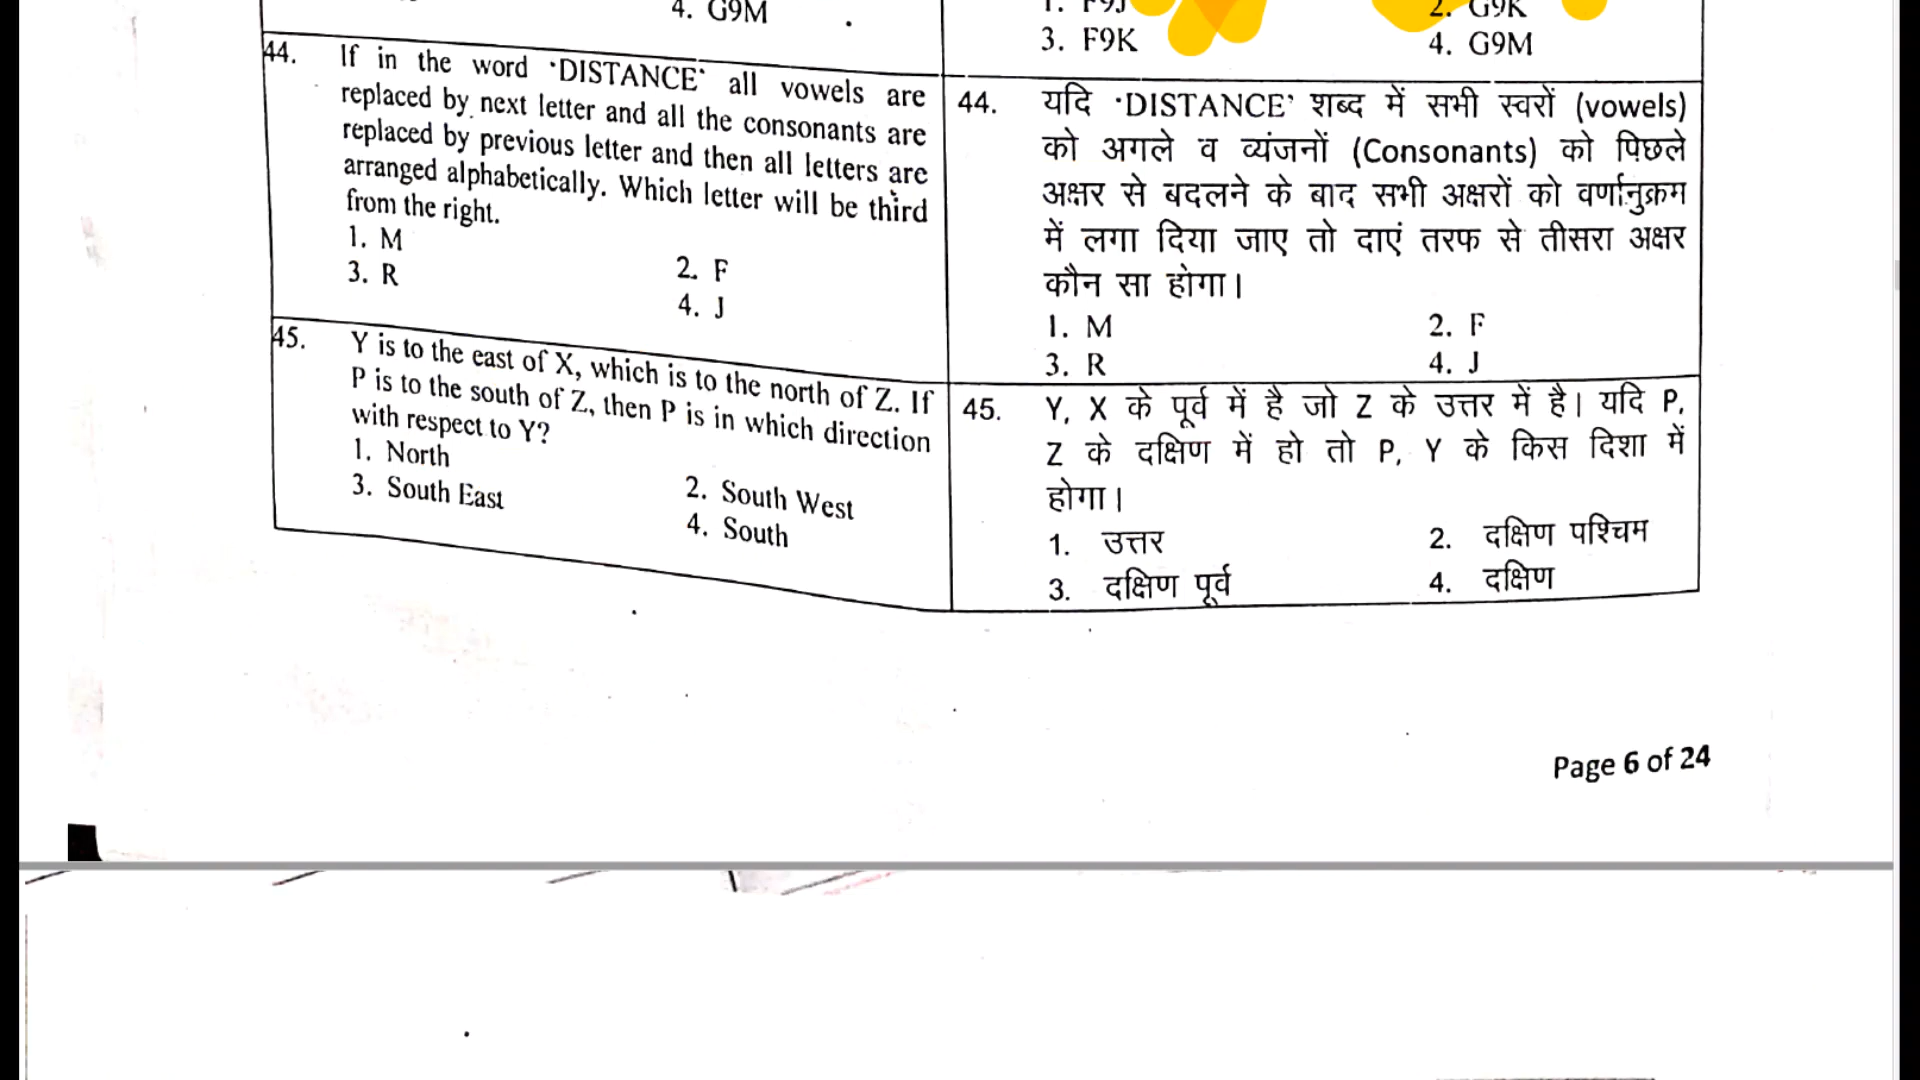 4. G9M
44. If in the word 'DISTANCE' all vowels are
replaced by next letter and all the consonants are
replaced by previous letter and then all letters are
arranged alphabetically. Which letter will be third
from the right.
1. M
2. F
3. R
4. J
45. Y is to the east of X, which is to the north of Z. If
P is to the south of Z, then P is in which direction
with respect to Y?
1. North
2. South West
3. South East
4. South
1. F9J
2. G9K
3. F9K
4. G9M
44. यदि 'DISTANCE' शब्द में सभी स्वरों (vowels)
को अगले व व्यंजनों (Consonants) को पिछले
अक्षर से बदलने के बाद सभी अक्षरों को वर्णानुक्रम
में लगा दिया जाए तो दाएं तरफ से तीसरा अक्षर
कौन सा होगा।
1. M
2. F
3. R
4. J
45. Y, X के पूर्व में है जो Z के उत्तर में है। यदि P,
Z के दक्षिण में हो तो P, Y के किस दिशा में
होगा।
1. उत्तर
2. दक्षिण पश्चिम
3. दक्षिण पूर्व
4. दक्षिण
Page 6 of 24